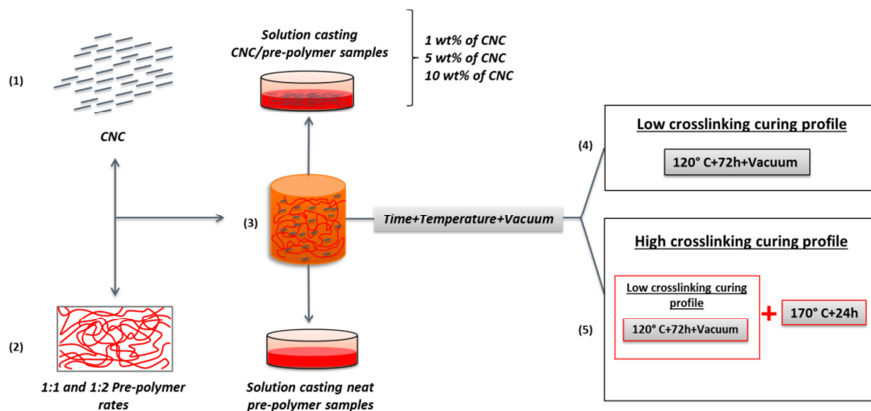 (1)
CNC
(2)
1:1 and 1:2 Pre-polymer
rates
Solution casting
CNC/pre-polymer samples
1 wt% of CNC
5 wt% of CNC
10 wt% of CNC
(3)
Solution casting neat
pre-polymer samples
Time+Temperature+Vacuum
(4)
Low crosslinking curing profile
120° C+72h+Vacuum
(5)
High crosslinking curing profile
Low crosslinking curing
profile
120° C+72h+Vacuum
+
170° C+24h